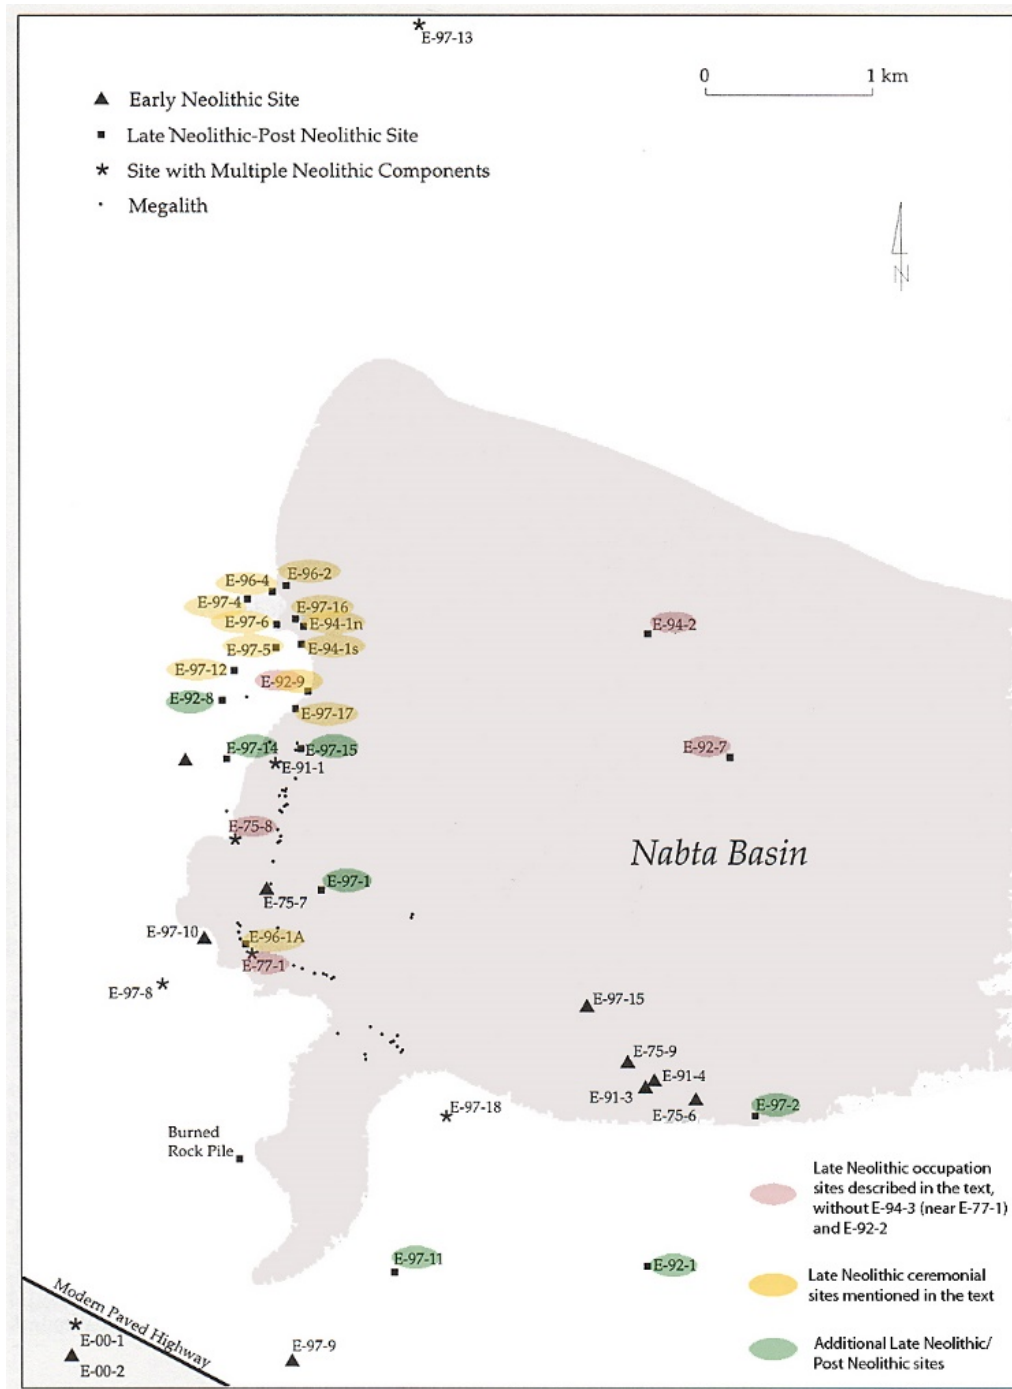 E-97-13
0 1 km
Early Neolithic Site
Late Neolithic-Post Neolithic Site
Site with Multiple Neolithic Components
Megalith
N
E-96-2
E-96-4
E-97-4
E-97-16
E-97-6
E-94-1n
E-94-2
E-97-5
E-94-1s
E-97-12
E-92-9
E-92-8
E-97-17
E-97-14
E-97-15
E-92-7
E-91-1
E-75-8
Nabta Basin
E-97-1
E-75-7
E-97-10
E-96-1A
E-77-1
E-97-8
E-97-15
E-75-9
E-91-4
E-91-3
E-75-6
E-97-2
E-97-18
Burned
Rock Pile
Late Neolithic occupation
sites described in the text,
without E-94-3 (near E-77-1)
and E-92-2
E-97-11
E-92-1
Late Neolithic ceremonial
sites mentioned in the text
Modern Paved Highway
E-00-1
E-00-2
E-97-9
Additional Late Neolithic/
Post Neolithic sites